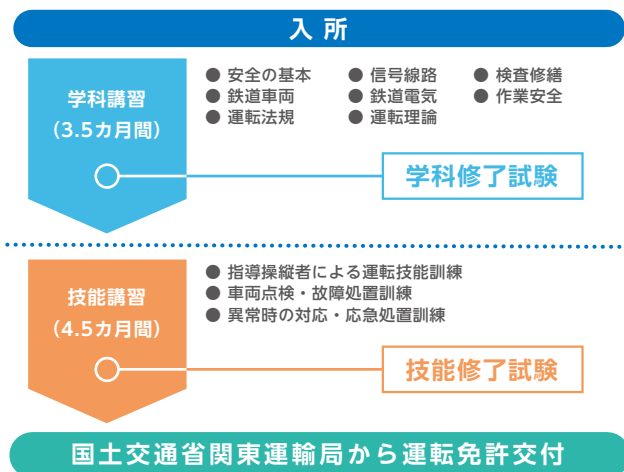 入所
学科講習
(3.5カ月間)
● 安全の基本 ● 信号線路 ● 検査修繕
● 鉄道車両 ● 鉄道電気 ● 作業安全
● 運転法規 ● 運転理論
学科修了試験
技能講習
(4.5カ月間)
● 指導操縦者による運転技能訓練
● 車両点検・故障処置訓練
● 異常時の対応・応急処置訓練
技能修了試験
国土交通省関東運輸局から運転免許交付